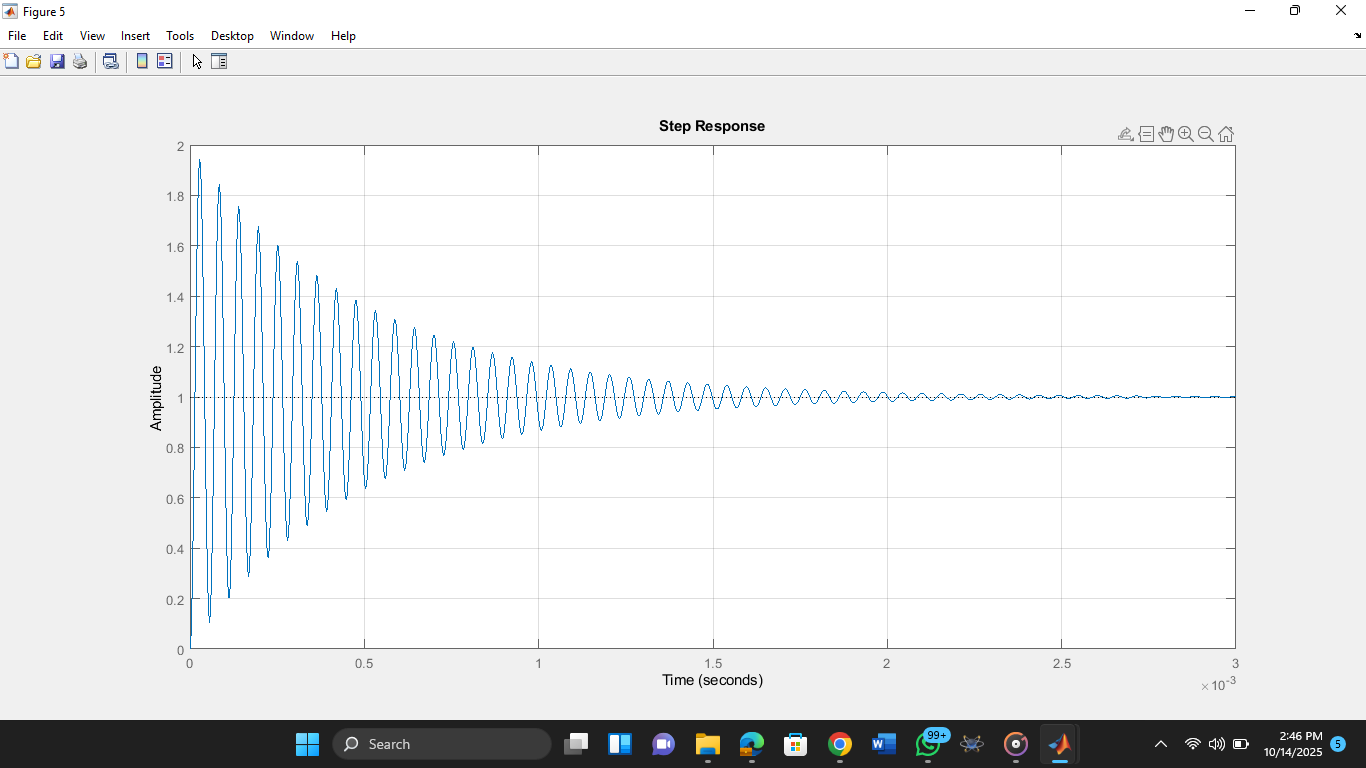 Figure 5
File Edit View Insert Tools Desktop Window Help
Step Response
2
1.8
1.6
1.4
1.2
1
0.8
0.6
0.4
0.2
0
Amplitude
0 0.5 1 1.5 2 2.5 3
Time (seconds)
×10⁻³
Search
99+
2:46 PM
10/14/2025
5